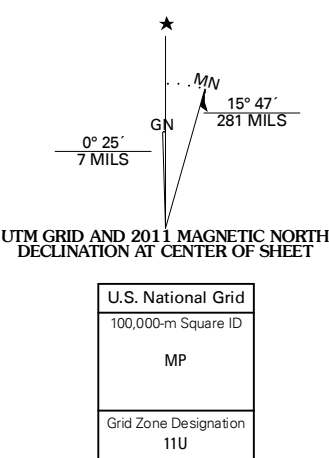 MN
15° 47´
281 MILS
GN
0° 25´
7 MILS
UTM GRID AND 2011 MAGNETIC NORTH
DECLINATION AT CENTER OF SHEET
U.S. National Grid
100,000-m Square ID
MP
Grid Zone Designation
11U